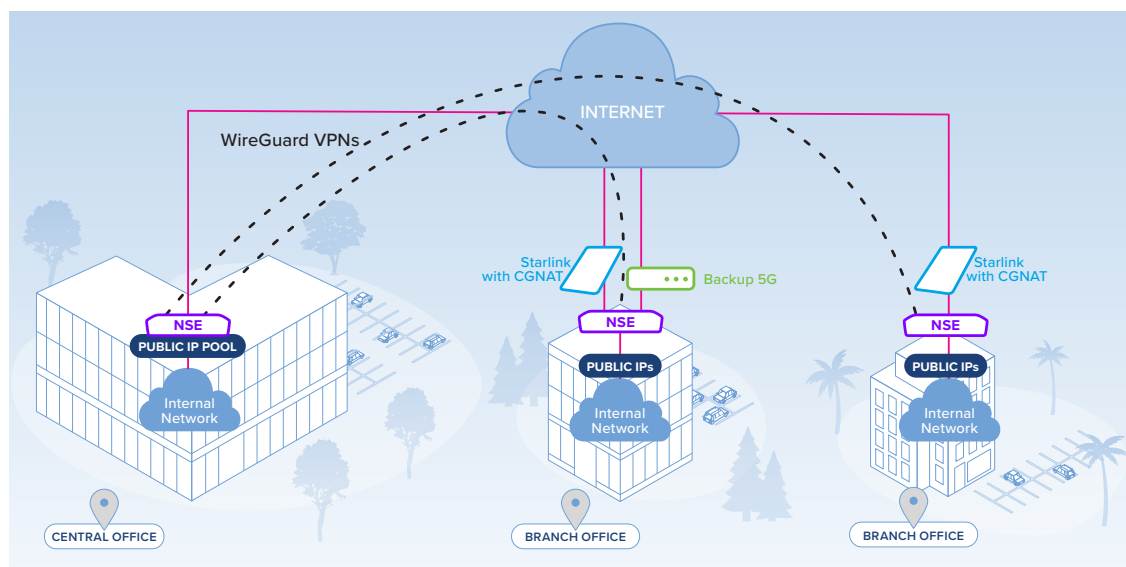 INTERNET
WireGuard VPNs
Starlink
with CGNAT
Backup 5G
Starlink
with CGNAT
NSE
PUBLIC IP POOL
Internal
Network
NSE
PUBLIC IPs
Internal
Network
NSE
PUBLIC IPs
Internal
Network
CENTRAL OFFICE
BRANCH OFFICE
BRANCH OFFICE